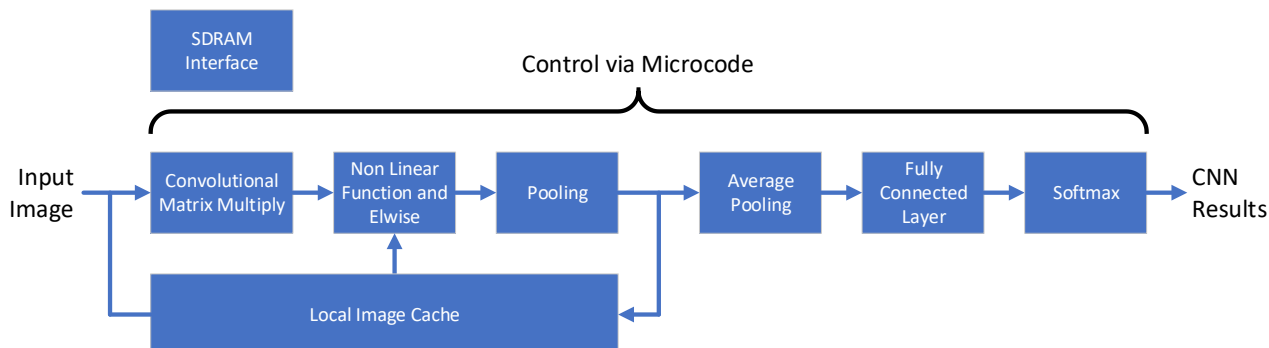 SDRAM
Interface
Control via Microcode
Input
Image
Convolutional
Matrix Multiply
Non Linear
Function and
Elwise
Pooling
Average
Pooling
Fully
Connected
Layer
Softmax
CNN
Results
Local Image Cache